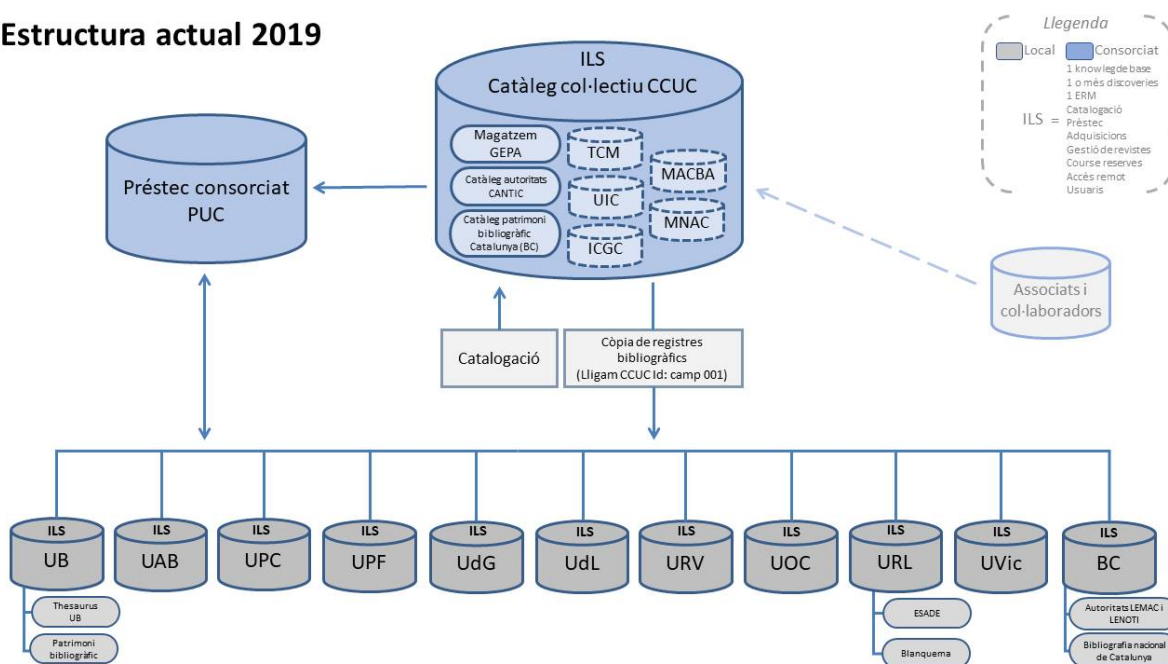 Estructura actual 2019
Llegenda
Local
Consorciat
ILS =
1 knowlegde base
1 o més discoveries
1 ERM
Catalogació
Préstec
Adquisicions
Gestió de revistes
Course reserves
Accés remot
Usuaris
ILS
Catàleg col·lectiu CCUC
Magatzem
GEPA
Catàleg autoritats
CANTIC
Catàleg patrimoni
bibliogràfic
Catalunya (BC)
TCM
UIC
ICGC
MACBA
MNAC
Préstec consorciat
PUC
Associats i
col·laboradors
Catalogació
Còpia de registres
bibliogràfics
(Lligam CCUC Id: camp 001)
ILS
UB
ILS
UAB
ILS
UPC
ILS
UPF
ILS
UdG
ILS
UdL
ILS
URV
ILS
UOC
ILS
URL
ILS
UVic
ILS
BC
Thesaurus
UB
Patrimoni
bibliogràfic
ESADE
Blanquerna
Autoritats LEMAC i
LENOTI
Bibliografia nacional
de Catalunya